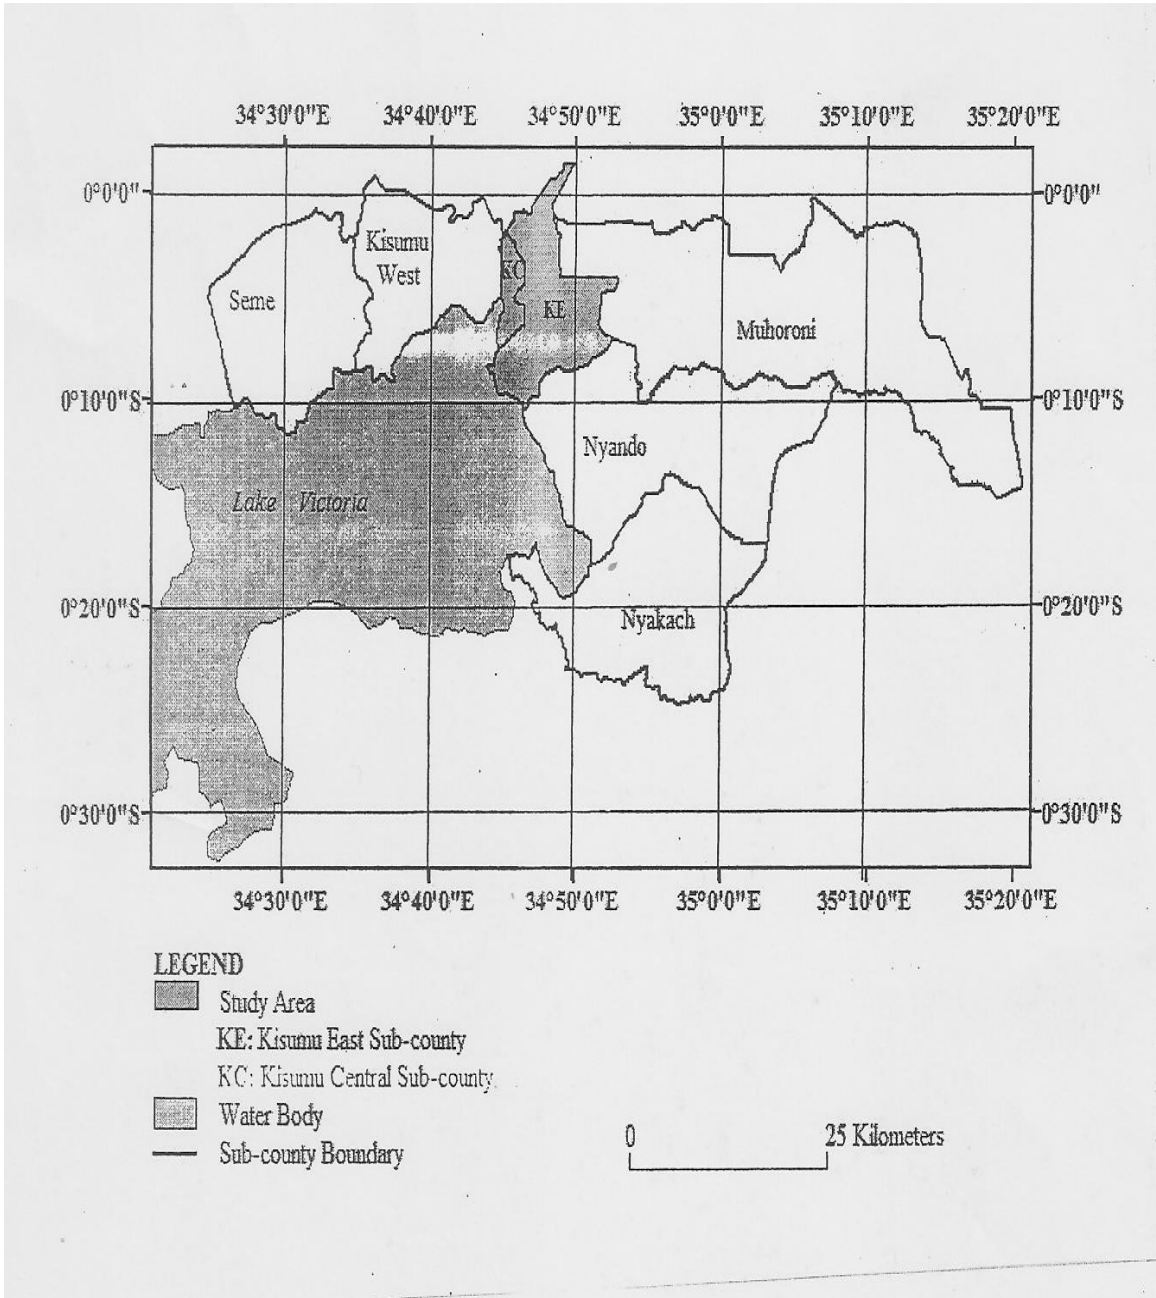 34°30'0"E 34°40'0"E 34°50'0"E 35°0'0"E 35°10'0"E 35°20'0"E
0°0'0" 0°0'0"
Kisumu
West
KC
Seme
KE
Muhoroni
0°10'0"S 0°10'0"S
Nyando
Lake Victoria
0°20'0"S 0°20'0"S
Nyakach
0°30'0"S 0°30'0"S
34°30'0"E 34°40'0"E 34°50'0"E 35°0'0"E 35°10'0"E 35°20'0"E
LEGEND
Study Area
KE: Kisumu East Sub-county
KC: Kisumu Central Sub-county
Water Body
Sub-county Boundary
0 25 Kilometers